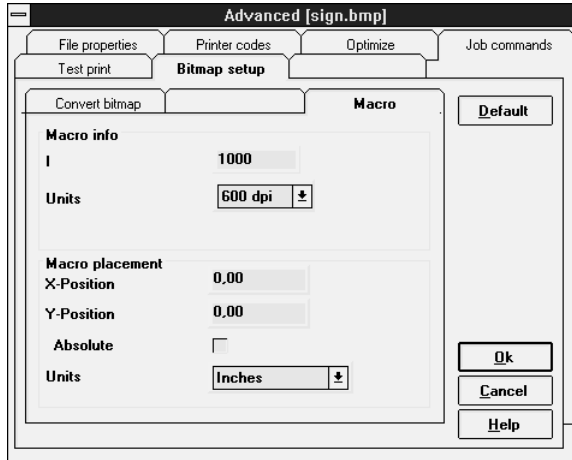 Advanced [sign.bmp]
File properties
Printer codes
Optimize
Job commands
Test print
Bitmap setup
Convert bitmap
Macro
Default
Macro info
I
1000
Units
600 dpi
Macro placement
X-Position
0,00
Y-Position
0,00
Absolute
Units
Inches
Ok
Cancel
Help